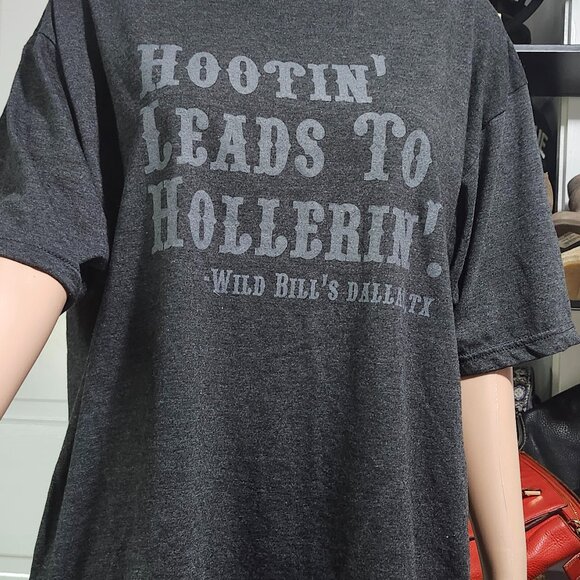 HOOTIN'
LEADS TO
HOLLERIN'.
-WILD BILL'S DALLAS, TX